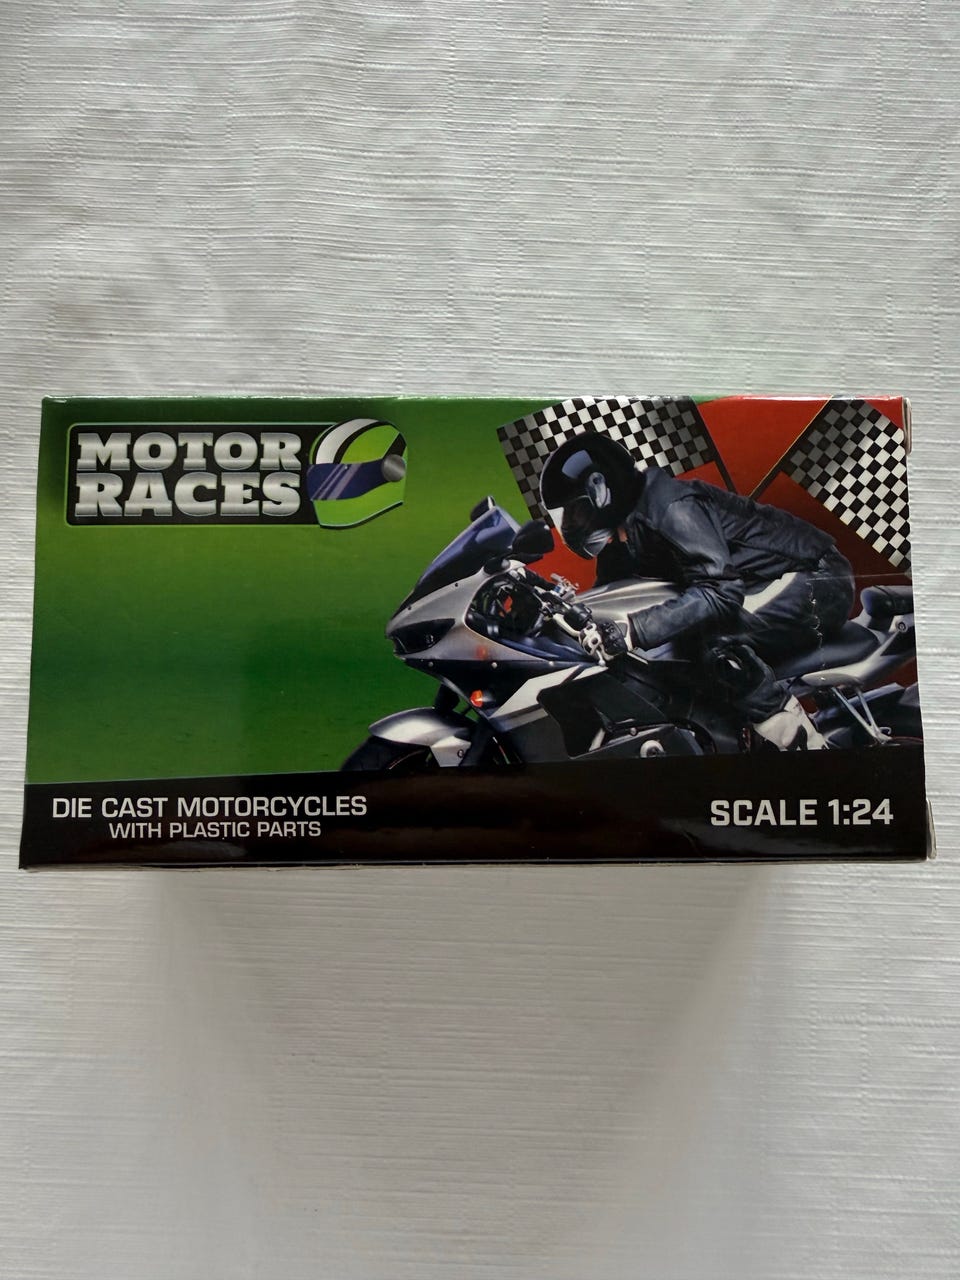 MOTOR
RACES
DIE CAST MOTORCYCLES
WITH PLASTIC PARTS
SCALE 1:24